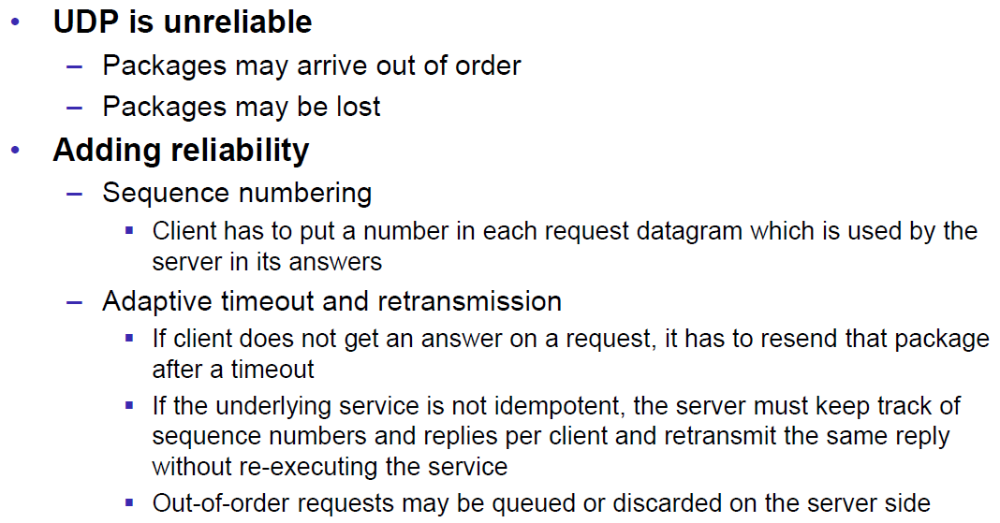 • UDP is unreliable
– Packages may arrive out of order
– Packages may be lost
• Adding reliability
– Sequence numbering
▪ Client has to put a number in each request datagram which is used by the
server in its answers
– Adaptive timeout and retransmission
▪ If client does not get an answer on a request, it has to resend that package
after a timeout
▪ If the underlying service is not idempotent, the server must keep track of
sequence numbers and replies per client and retransmit the same reply
without re-executing the service
▪ Out-of-order requests may be queued or discarded on the server side